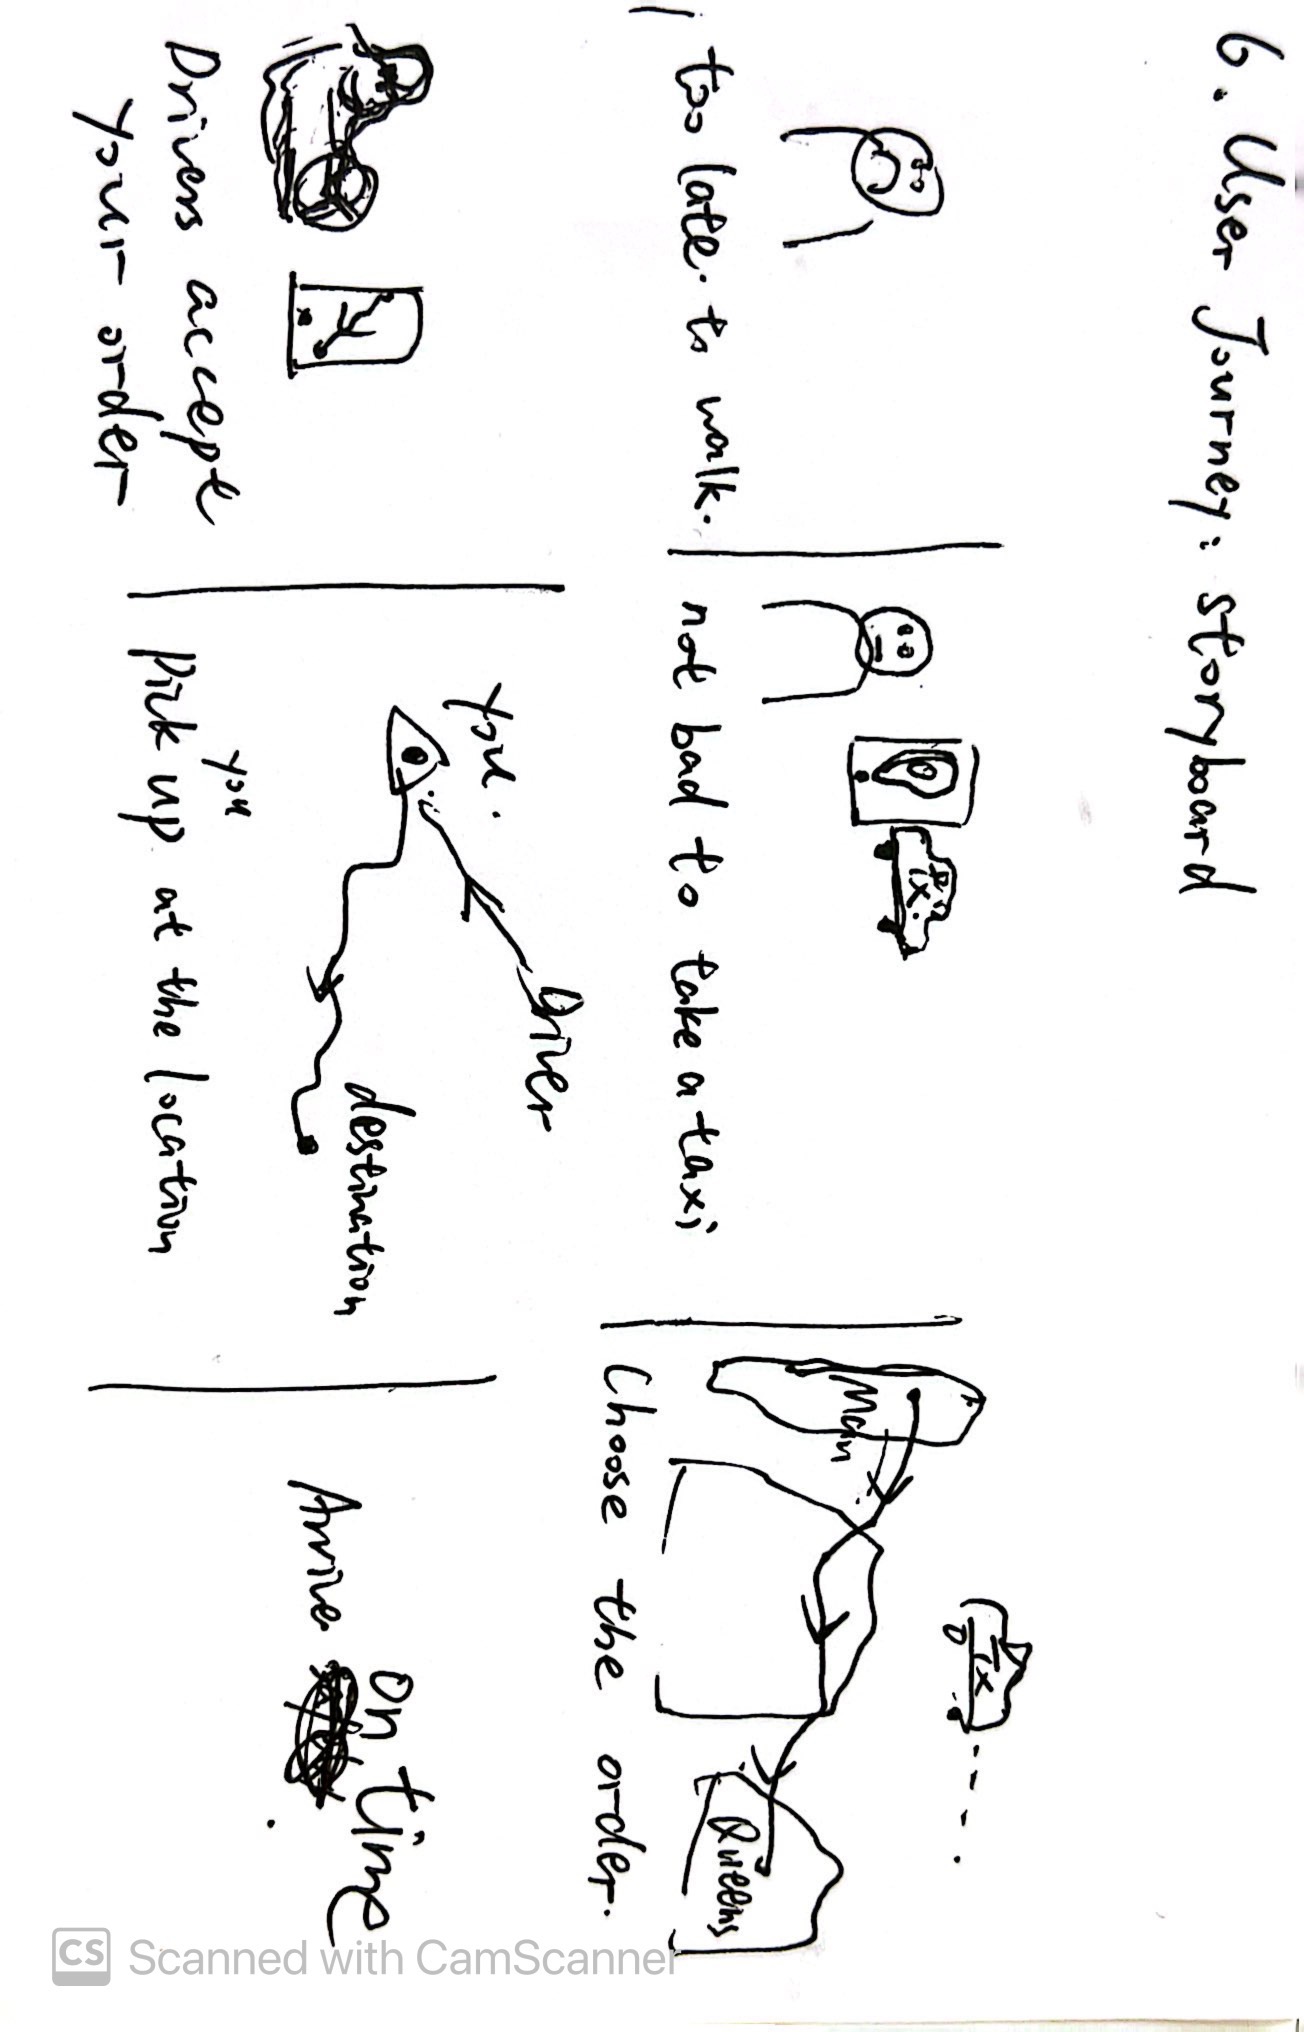 6. User Journey: storyboard
too late. to walk.
TX
not bad to take a taxi
TX
Man
Queens
Choose the order.
Drivers accept
your order
you.
Driver
destination
you
Pick up at the location
On time
Arrive
CS Scanned with CamScanner